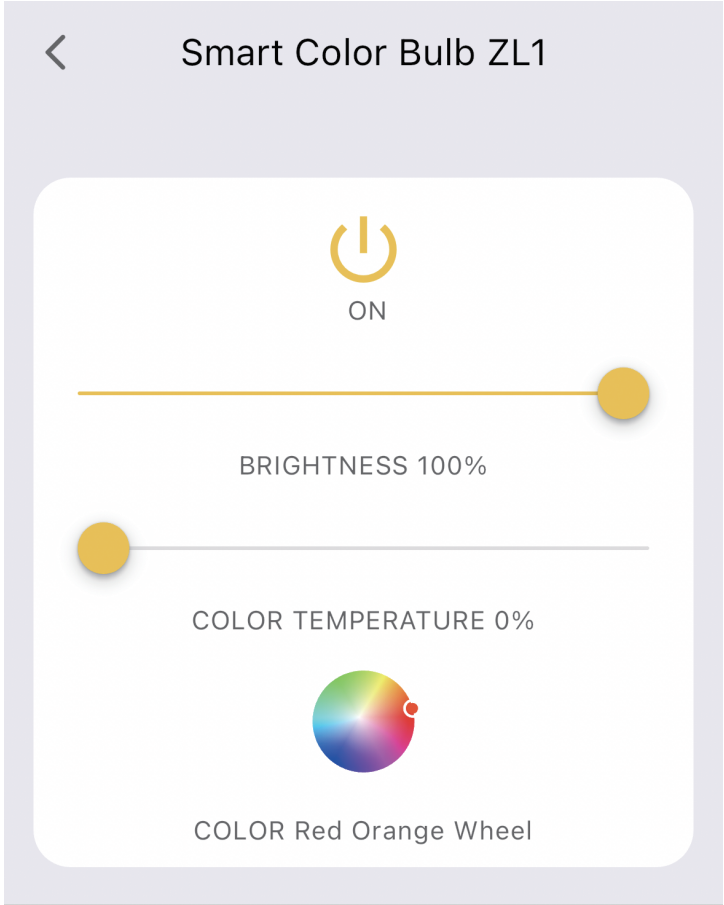 Smart Color Bulb ZL1
ON
BRIGHTNESS 100%
COLOR TEMPERATURE 0%
COLOR Red Orange Wheel